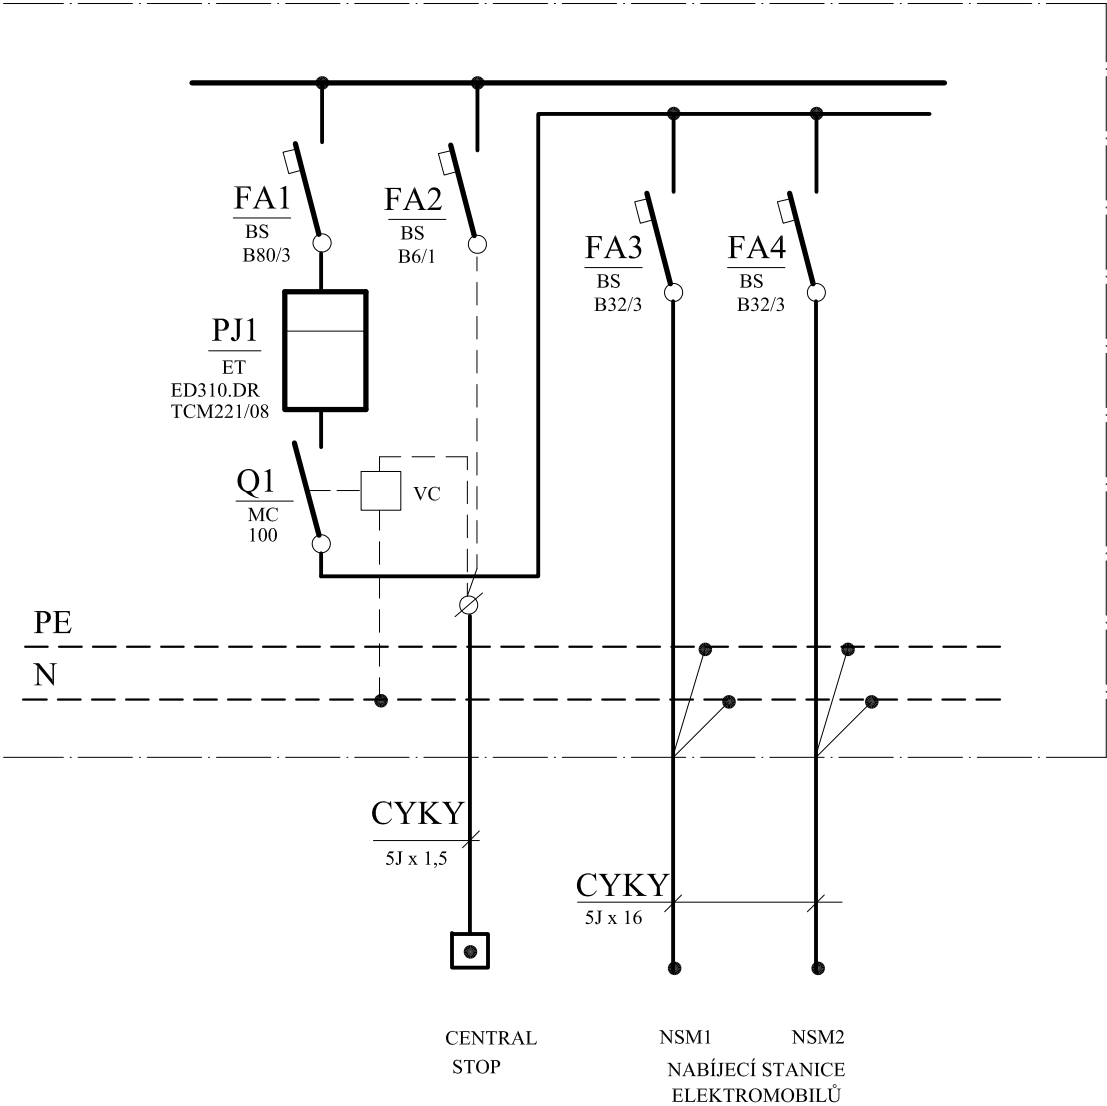 FA1
BS
B80/3
FA2
BS
B6/1
FA3
BS
B32/3
FA4
BS
B32/3
PJ1
ET
ED310.DR
TCM221/08
Q1
MC
100
VC
PE
N
CYKY
5J x 1,5
CYKY
5J x 16
CENTRAL
STOP
NSM1
NSM2
NABÍJECÍ STANICE
ELEKTROMOBILŮ